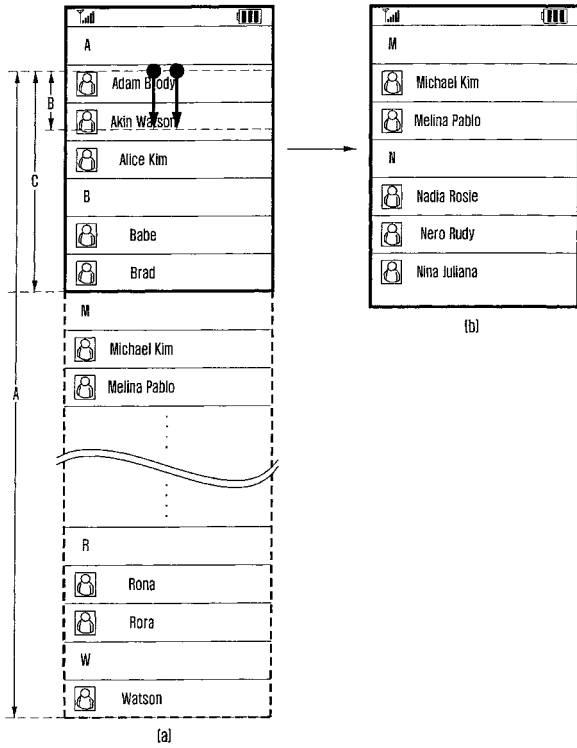 A
Adam Brody
Akin Watson
Alice Kim
B
Babe
Brad
M
Michael Kim
Melina Pablo
R
Rona
Rora
W
Watson
B
C
A
(a)
M
Michael Kim
Melina Pablo
N
Nadia Rosie
Nero Rudy
Nina Juliana
(b)